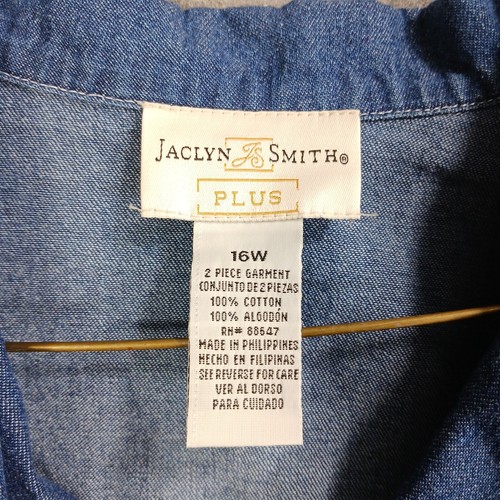 JACLYN JS SMITH®
PLUS
16W
2 PIECE GARMENT
CONJUNTO DE 2 PIEZAS
100% COTTON
100% ALGODÓN
RN# 88647
MADE IN PHILIPPINES
HECHO EN FILIPINAS
SEE REVERSE FOR CARE
VER AL DORSO
PARA CUIDADO